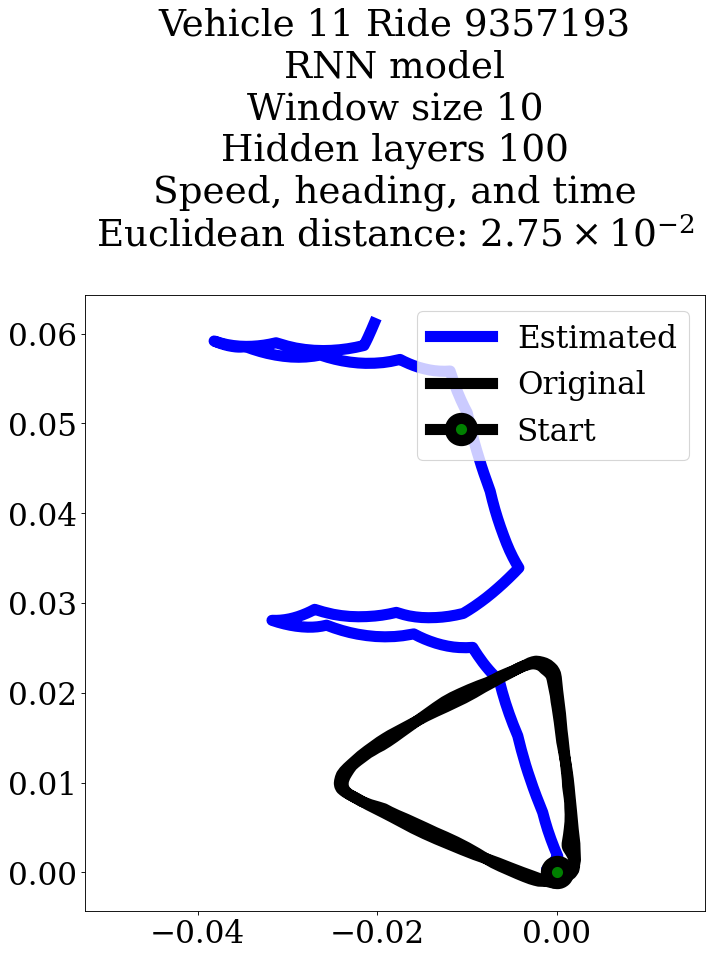 Vehicle 11 Ride 9357193
RNN model
Window size 10
Hidden layers 100
Speed, heading, and time
Euclidean distance: 2.75 × 10⁻²
Estimated
Original
Start
0.06
0.05
0.04
0.03
0.02
0.01
0.00
−0.04
−0.02
0.00